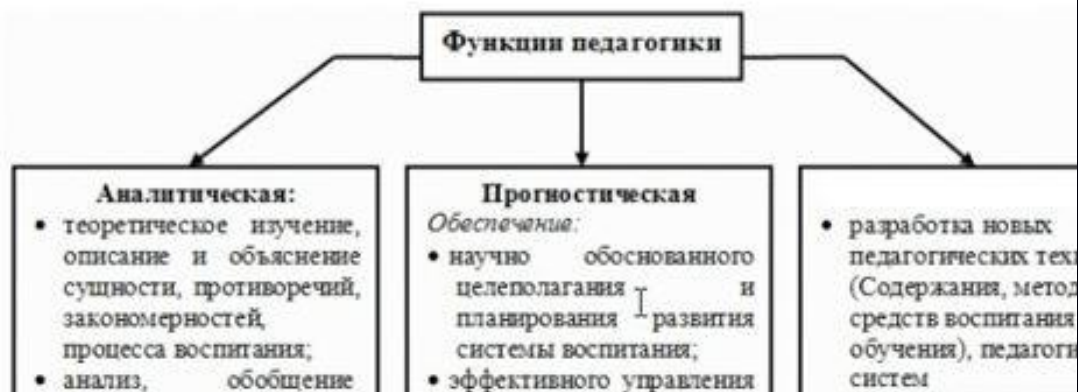 Функции педагогики
Аналитическая:
• теоретическое изучение,
описание и объяснение
сущности, противоречий,
закономерностей,
процесса воспитания;
• анализ, обобщение
Прогностическая
Обеспечение:
• научно обоснованного
целеполагания и
планирования развития
системы воспитания;
• эффективного управления
• разработка новых
педагогических
(Содержания,
средств воспитания
обучения),
систем